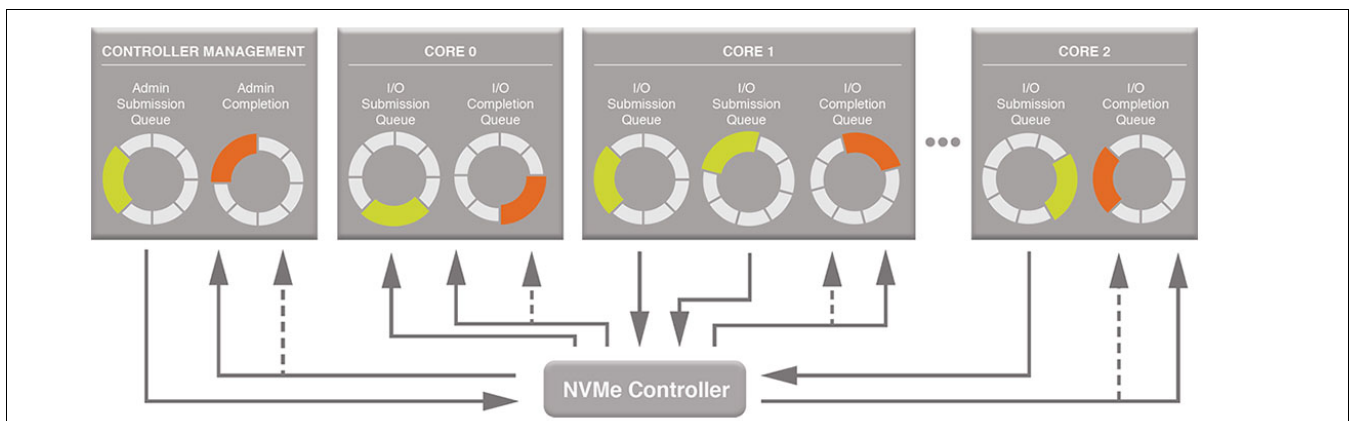 CONTROLLER MANAGEMENT
Admin
Submission
Queue
Admin
Completion
CORE 0
I/O
Submission
Queue
I/O
Completion
Queue
CORE 1
I/O
Submission
Queue
I/O
Submission
Queue
I/O
Completion
Queue
CORE 2
I/O
Submission
Queue
I/O
Completion
Queue
NVMe Controller